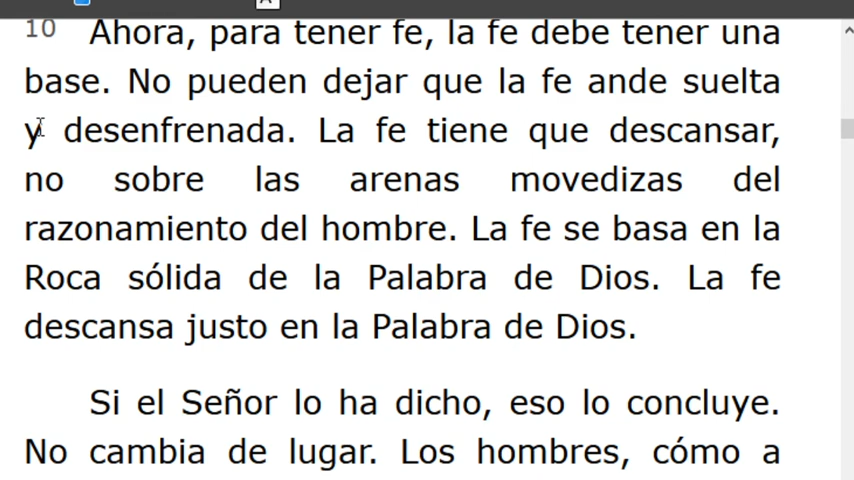 10 Ahora, para tener fe, la fe debe tener una
base. No pueden dejar que la fe ande suelta
y desenfrenada. La fe tiene que descansar,
no sobre las arenas movedizas del
razonamiento del hombre. La fe se basa en la
Roca sólida de la Palabra de Dios. La fe
descansa justo en la Palabra de Dios.
Si el Señor lo ha dicho, eso lo concluye.
No cambia de lugar. Los hombres, cómo a